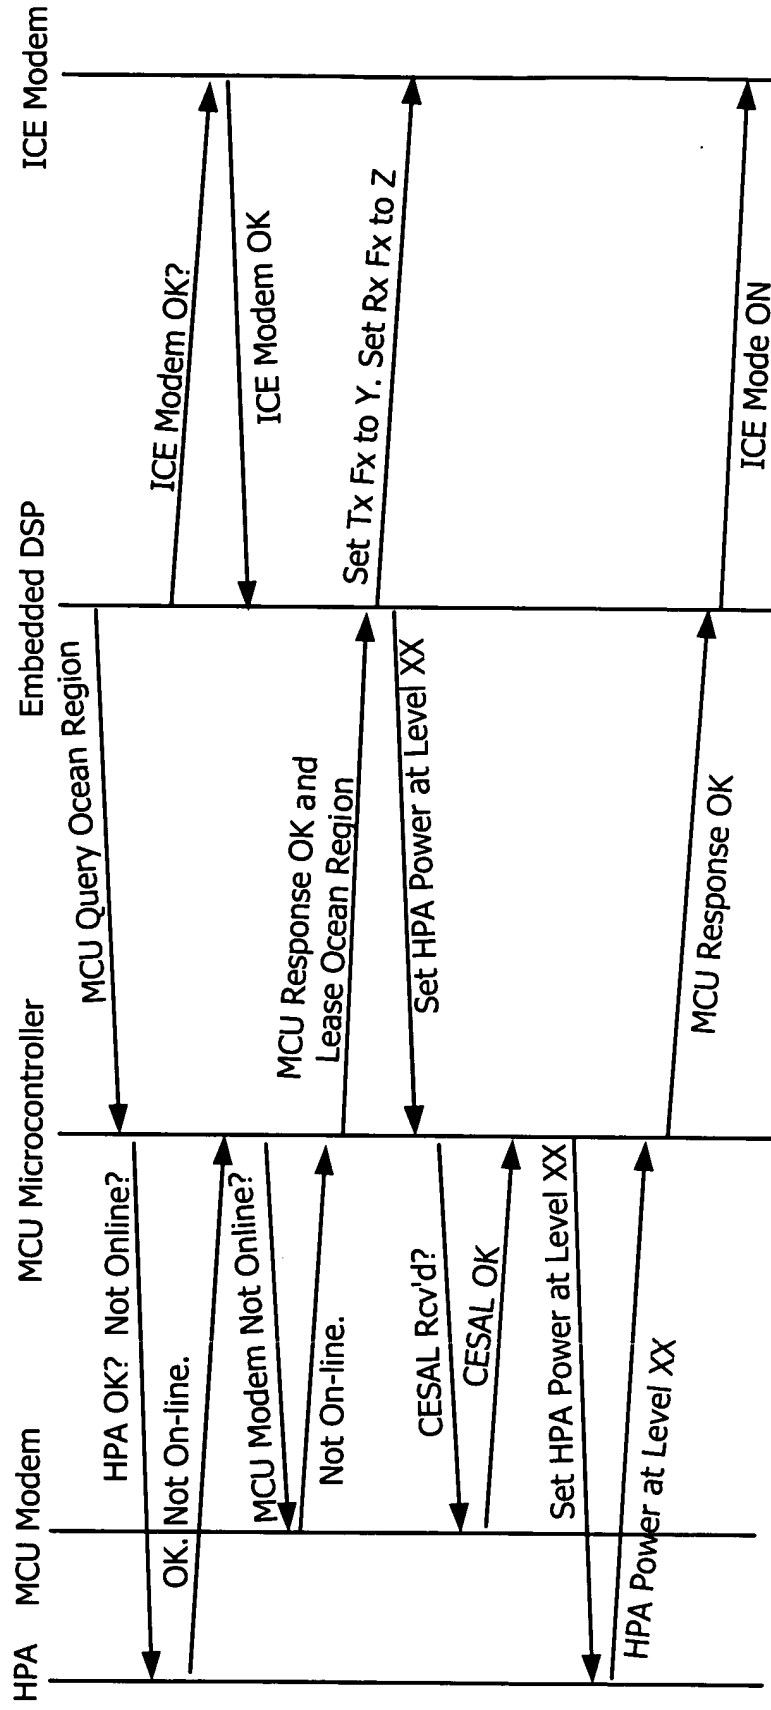 HPA
MCU Modem
MCU Microcontroller
Embedded DSP
ICE Modem
MCU Query Ocean Region
HPA OK? Not Online?
ICE Modem OK?
OK. Not On-line.
ICE Modem OK
MCU Modem Not Online?
Not On-line.
MCU Response OK and
Lease Ocean Region
Set Tx Fx to Y. Set Rx Fx to Z
Set HPA Power at Level XX
CESAL Rcv'd?
CESAL OK
Set HPA Power at Level XX
HPA Power at Level XX
MCU Response OK
ICE Mode ON